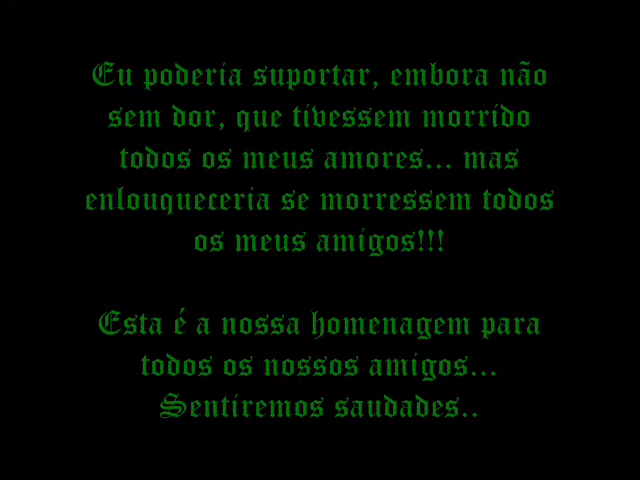 Eu poderia suportar, embora não
sem dor, que tivessem morrido
todos os meus amores... mas
enlouqueceria se morressem todos
os meus amigos!!!
Esta é a nossa homenagem para
todos os nossos amigos...
Sentiremos saudades..